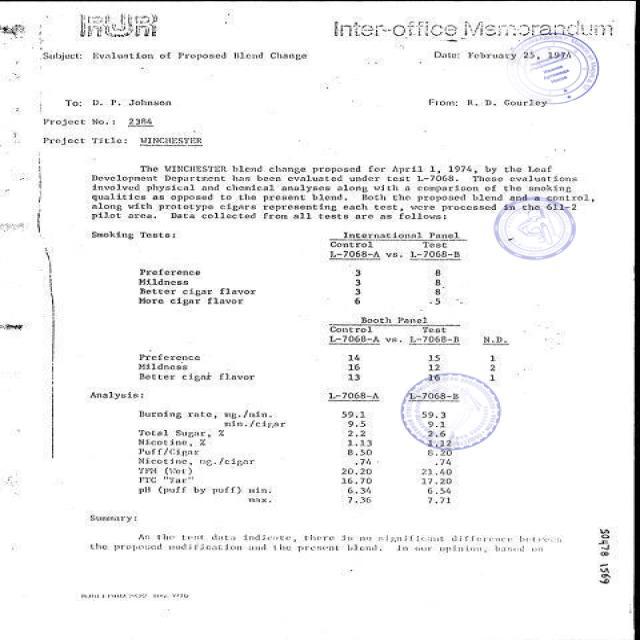 RJR Inter-office Memorandum
Subject: Evaluation of Proposed Blend Change Date: February 25, 1974
To: D. P. Johnson From: R. D. Gourley
Project No.: 2384
Project Title: WINCHESTER
The WINCHESTER blend change proposed for April 1, 1974, by the Leaf
Development Department has been evaluated under test L-7068. These evaluations
involved physical and chemical analyses along with a comparison of the smoking
qualities as opposed to the present blend. Both the proposed blend and a control,
along with prototype cigars representing each test, were processed in the 611-2
pilot area. Data collected from all tests are as follows:
Smoking Tests: International Panel
Control Test
L-7068-A vs. L-7068-B
Preference 3 8
Mildness 3 8
Better cigar flavor 3 8
More cigar flavor 6 5
Booth Panel
Control Test
L-7068-A vs. L-7068-B N.D.
Preference 14 15 1
Mildness 16 12 2
Better cigar flavor 13 16 1
Analysis: L-7068-A L-7068-B
Burning rate, mg./min. 59.1 59.3
min./cigar 9.5 9.1
Total Sugar, % 2.2 2.6
Nicotine, % 1.13 1.12
Puff/Cigar 8.50 8.20
Nicotine, mg./cigar .74 .74
TPM (Wet) 20.20 21.40
FTC "Tar" 16.70 17.20
pH (puff by puff) min. 6.34 6.54
max. 7.36 7.71
Summary:
As the test data indicate, there is no significant difference between
the proposed modification and the present blend. In our opinion, based on
50478 1569